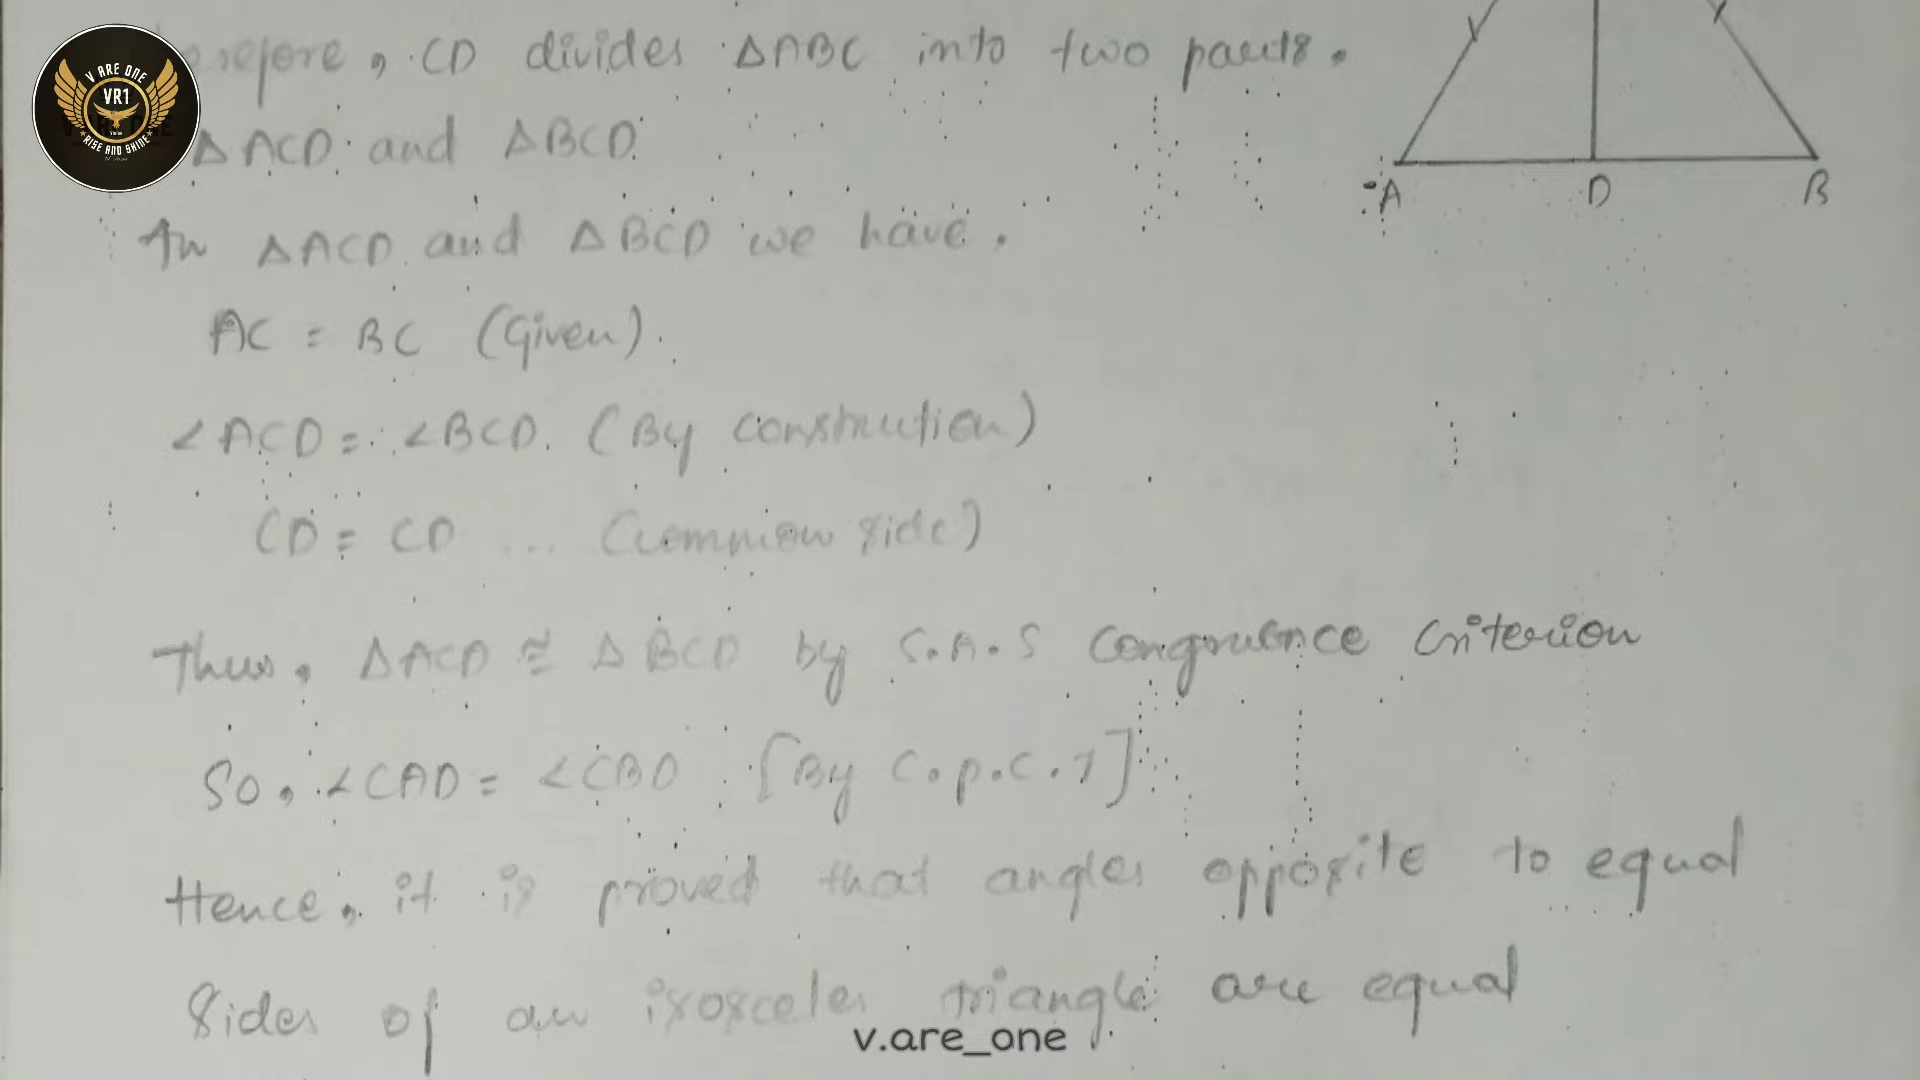 refore, CD divides ΔABC into two parts.
ΔACD and ΔBCD
In ΔACD and ΔBCD we have.
AC = BC (Given).
∠ACD = ∠BCD. (By construction)
CD = CD ... (Common side)
Thus, ΔACD ≅ ΔBCD by S.A.S Congruence Criterion
So, ∠CAD = ∠CBD [By C.p.C.T]
Hence, it is proved that angles opposite to equal
Sides of an isosceles triangle are equal
A D B
V ARE ONE
VR1
RISE AND SHINE
v.are_one